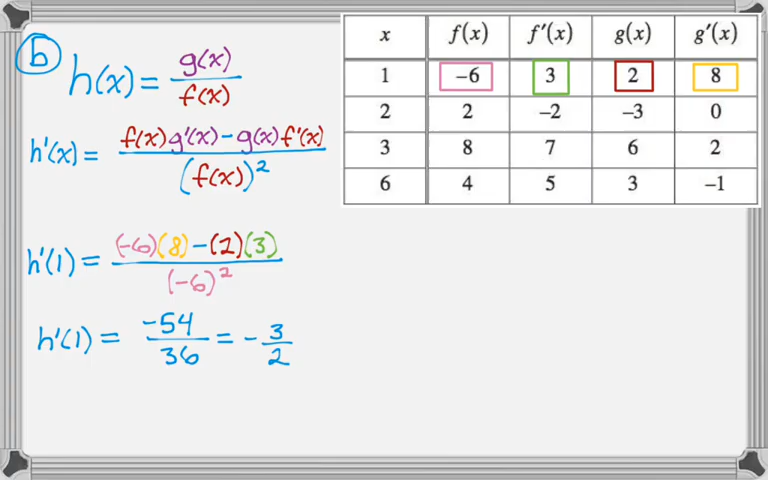 b h(x) = g(x)/f(x)
h'(x) = f(x)g'(x) - g(x)f'(x)/(f(x))²
h'(1) = (-6)(8) - (2)(3)/(-6)²
h'(1) = -54/36 = -3/2
x f(x) f′(x) g(x) g′(x)
1 −6 3 2 8
2 2 −2 −3 0
3 8 7 6 2
6 4 5 3 −1